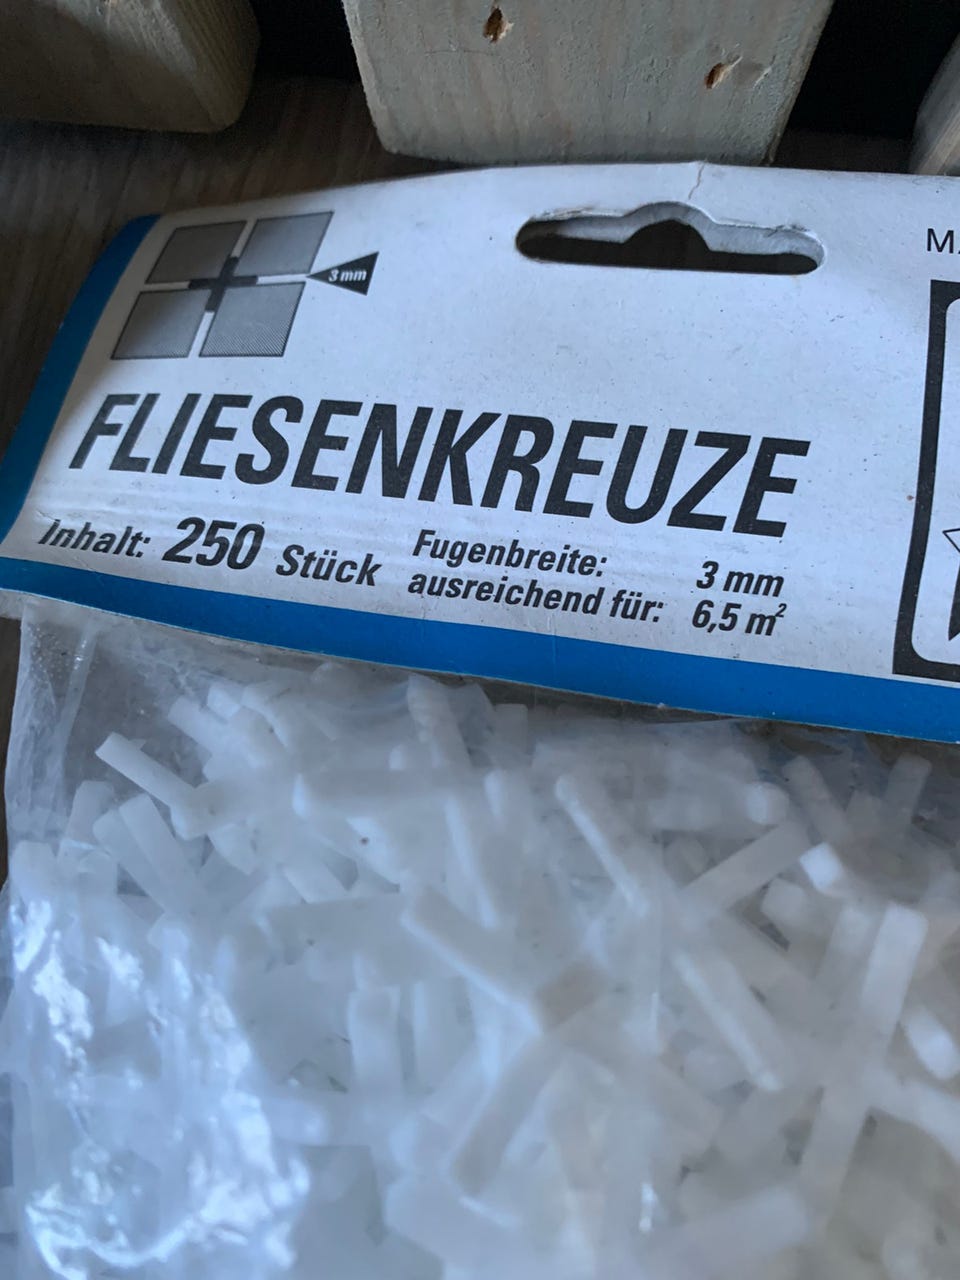 3 mm
FLIESENKREUZE
Inhalt: 250 Stück
Fugenbreite: 3 mm
ausreichend für: 6,5 m²